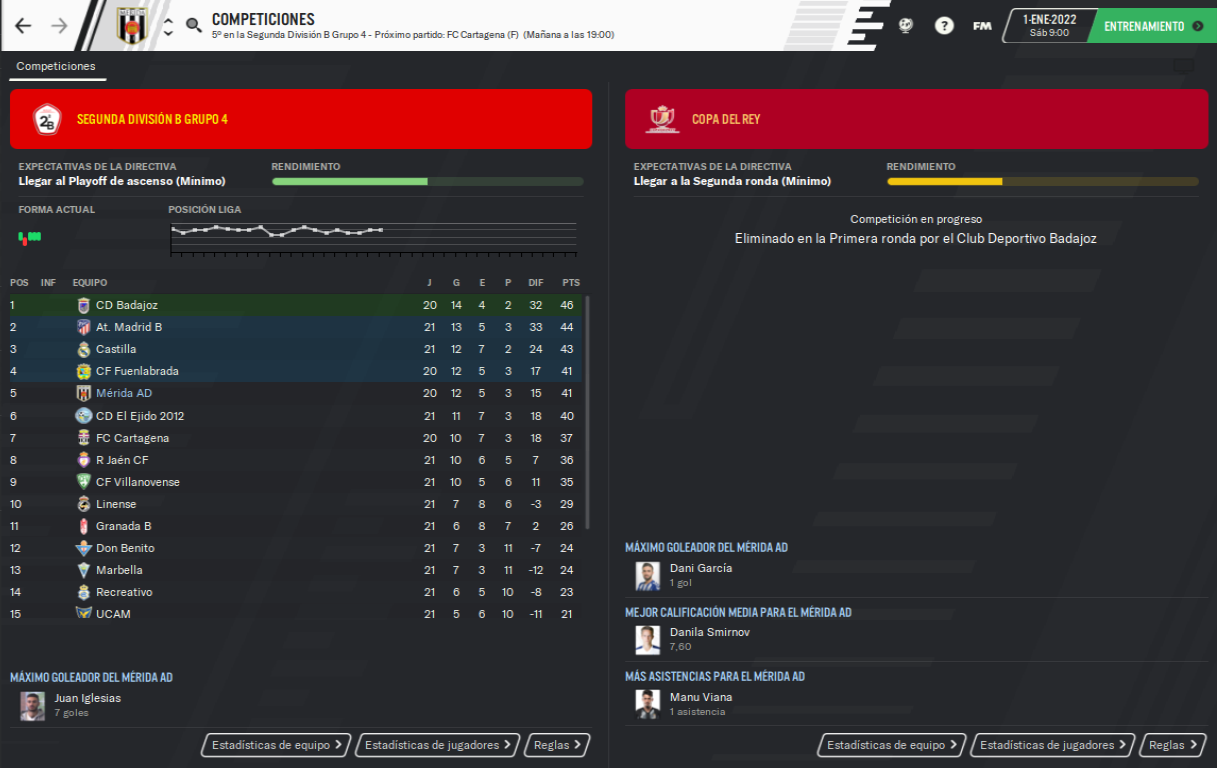 COMPETICIONES
5º en la Segunda División B Grupo 4 - Próximo partido: FC Cartagena (F) (Mañana a las 19:00)
? FM
1-ENE-2022
Sáb 9:00
ENTRENAMIENTO
Competiciones
2ªB SEGUNDA DIVISIÓN B GRUPO 4
EXPECTATIVAS DE LA DIRECTIVA RENDIMIENTO
Llegar al Playoff de ascenso (Mínimo)
FORMA ACTUAL POSICIÓN LIGA
POS INF EQUIPO J G E P DIF PTS
1 CD Badajoz 20 14 4 2 32 46
2 At. Madrid B 21 13 5 3 33 44
3 Castilla 21 12 7 2 24 43
4 CF Fuenlabrada 20 12 5 3 17 41
5 Mérida AD 20 12 5 3 15 41
6 CD El Ejido 2012 21 11 7 3 18 40
7 FC Cartagena 20 10 7 3 18 37
8 R Jaén CF 21 10 6 5 7 36
9 CF Villanovense 21 10 5 6 11 35
10 Linense 21 7 8 6 -3 29
11 Granada B 21 6 8 7 2 26
12 Don Benito 21 7 3 11 -7 24
13 Marbella 21 7 3 11 -12 24
14 Recreativo 21 6 5 10 -8 23
15 UCAM 21 5 6 10 -11 21
MÁXIMO GOLEADOR DEL MÉRIDA AD
Juan Iglesias
7 goles
Estadísticas de equipo > Estadísticas de jugadores > Reglas >
COPA DEL REY
EXPECTATIVAS DE LA DIRECTIVA RENDIMIENTO
Llegar a la Segunda ronda (Mínimo)
Competición en progreso
Eliminado en la Primera ronda por el Club Deportivo Badajoz
MÁXIMO GOLEADOR DEL MÉRIDA AD
Dani García
1 gol
MEJOR CALIFICACIÓN MEDIA PARA EL MÉRIDA AD
Danila Smirnov
7,60
MÁS ASISTENCIAS PARA EL MÉRIDA AD
Manu Viana
1 asistencia
Estadísticas de equipo > Estadísticas de jugadores > Reglas >